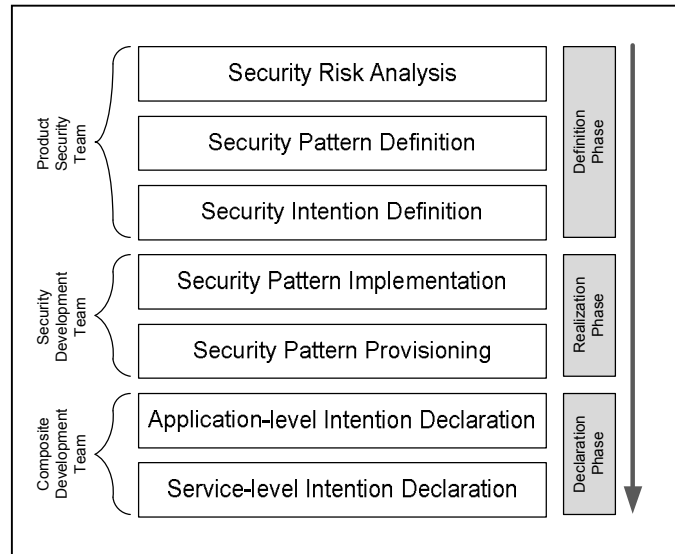 Product
Security
Team
Security Risk Analysis
Security Pattern Definition
Security Intention Definition
Definition
Phase
Security
Development
Team
Security Pattern Implementation
Security Pattern Provisioning
Realization
Phase
Composite
Development
Team
Application-level Intention Declaration
Service-level Intention Declaration
Declaration
Phase